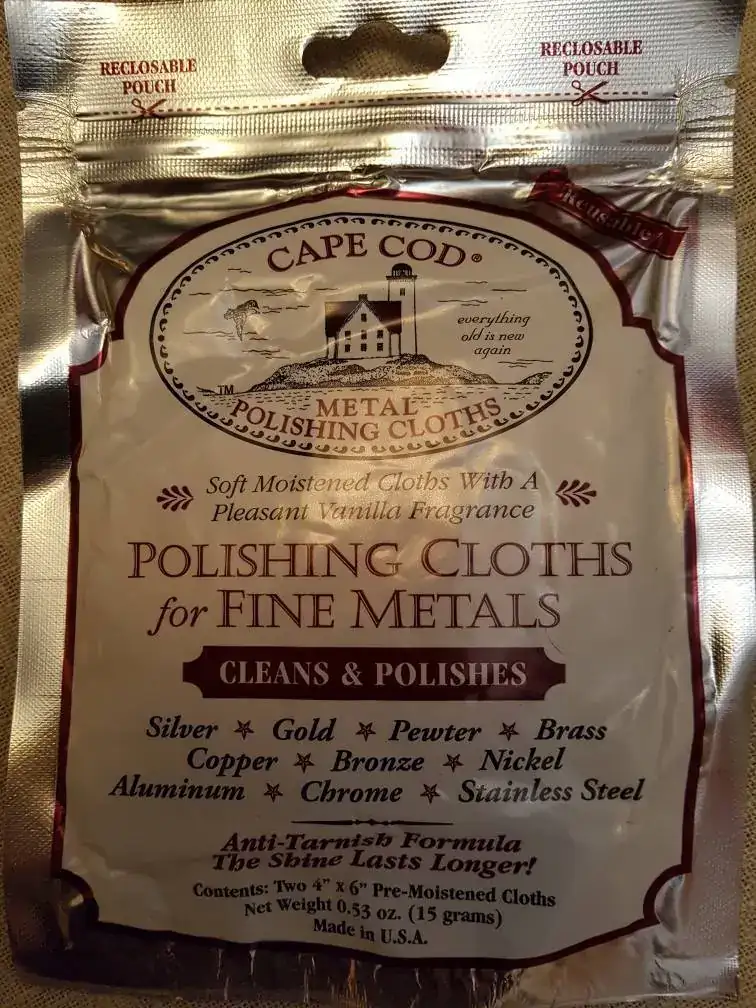 RECLOSABLE
POUCH
RECLOSABLE
POUCH
Reusable
CAPE COD®
everything
old is new
again
TM
METAL
POLISHING CLOTHS
Soft Moistened Cloths With A
Pleasant Vanilla Fragrance
POLISHING CLOTHS
for FINE METALS
CLEANS & POLISHES
Silver ✯ Gold ✯ Pewter ✯ Brass
Copper ✯ Bronze ✯ Nickel
Aluminum ✯ Chrome ✯ Stainless Steel
Anti-Tarnish Formula
The Shine Lasts Longer!
Contents: Two 4" x 6" Pre-Moistened Cloths
Net Weight 0.53 oz. (15 grams)
Made in U.S.A.